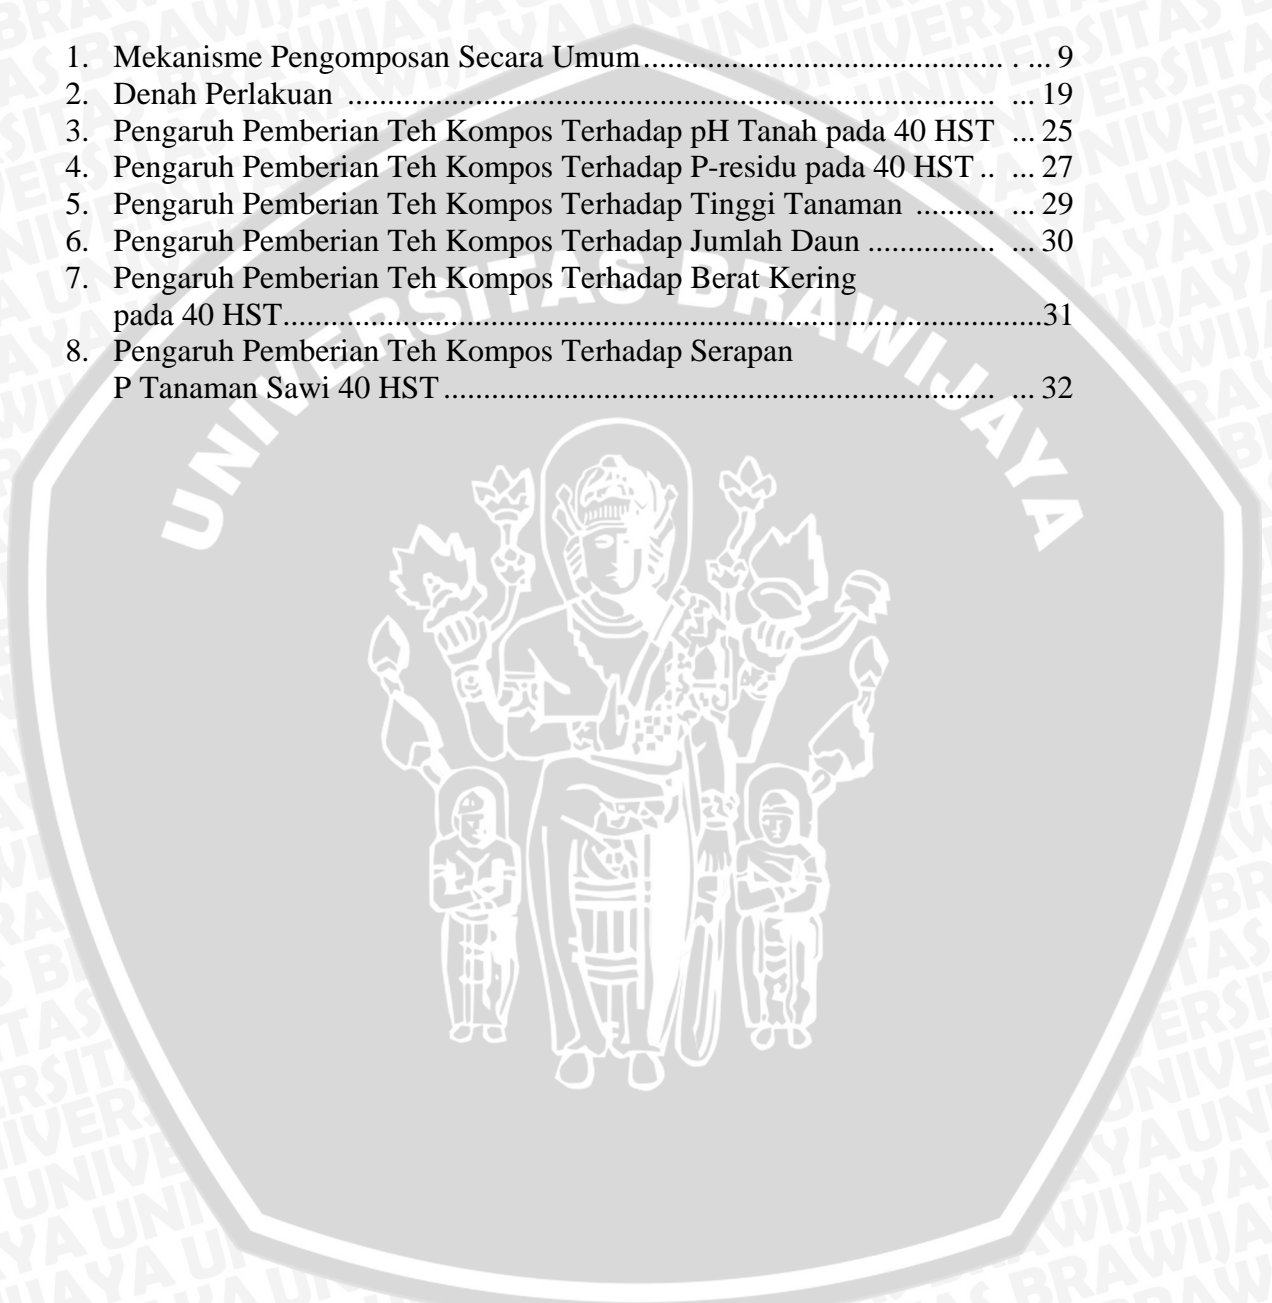 1. Mekanisme Pengomposan Secara Umum............................................. . ... 9
2. Denah Perlakuan ................................................................................. ... 19
3. Pengaruh Pemberian Teh Kompos Terhadap pH Tanah pada 40 HST ... 25
4. Pengaruh Pemberian Teh Kompos Terhadap P-residu pada 40 HST .. ... 27
5. Pengaruh Pemberian Teh Kompos Terhadap Tinggi Tanaman .......... ... 29
6. Pengaruh Pemberian Teh Kompos Terhadap Jumlah Daun ................ ... 30
7. Pengaruh Pemberian Teh Kompos Terhadap Berat Kering
pada 40 HST...............................................................................................31
8. Pengaruh Pemberian Teh Kompos Terhadap Serapan
P Tanaman Sawi 40 HST ..................................................................... ... 32
UNIVERSITAS BRAWIJAYA